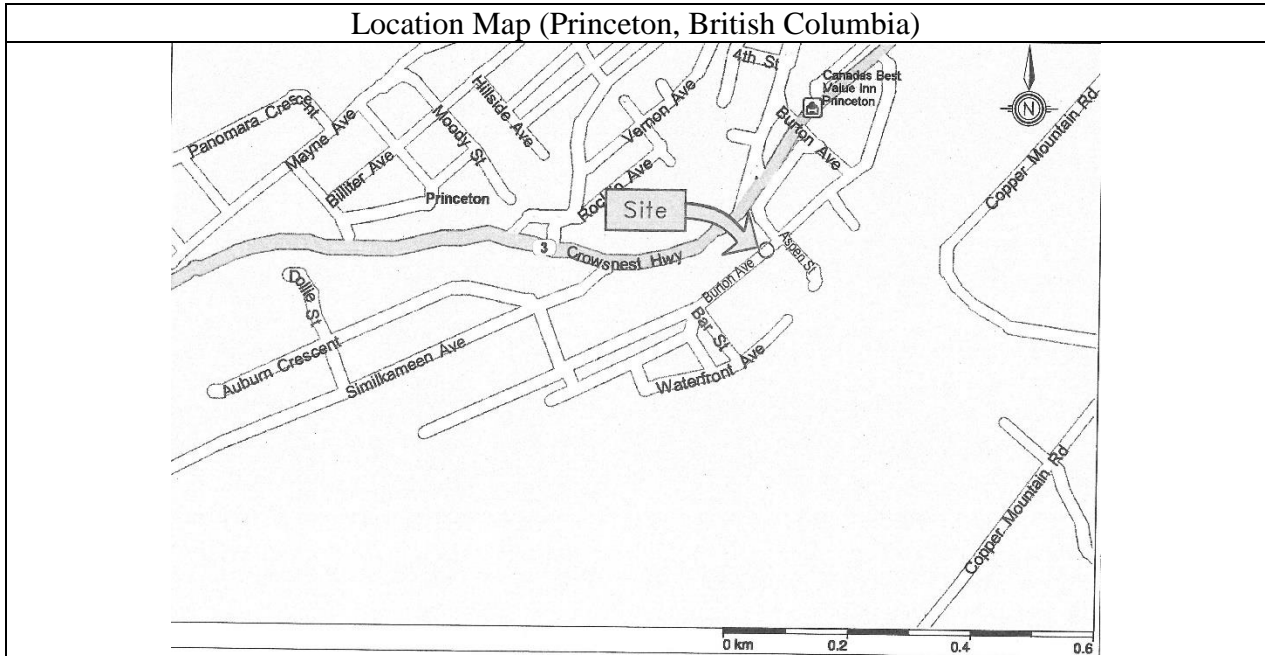 Location Map (Princeton, British Columbia)
4th St
Canadas Best
Value Inn
Princeton
N
Panomara Crescent
Hillside Ave
Vernon Ave
Burton Ave
Copper Mountain Rd
Moody St
Mayne Ave
Billiter Ave
Princeton
Site
3
Crowsnest Hwy
Aspen St
Burton Ave
Dollie St
Bar St
Auburn Crescent
Similkameen Ave
Waterfront Ave
Copper Mountain Rd
0 km 0.2 0.4 0.6